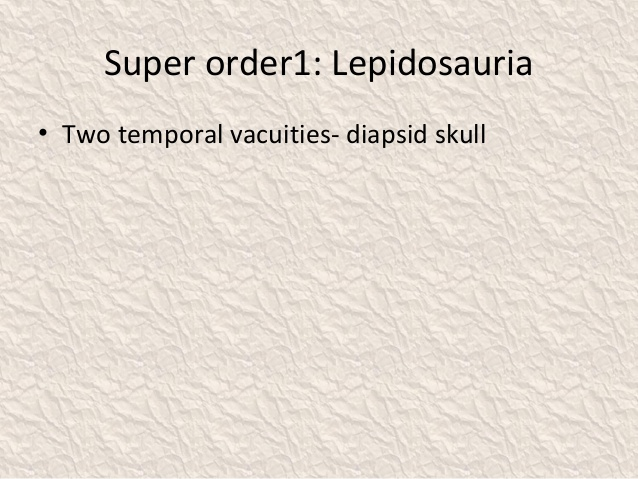 Super order1: Lepidosauria
• Two temporal vacuities- diapsid skull